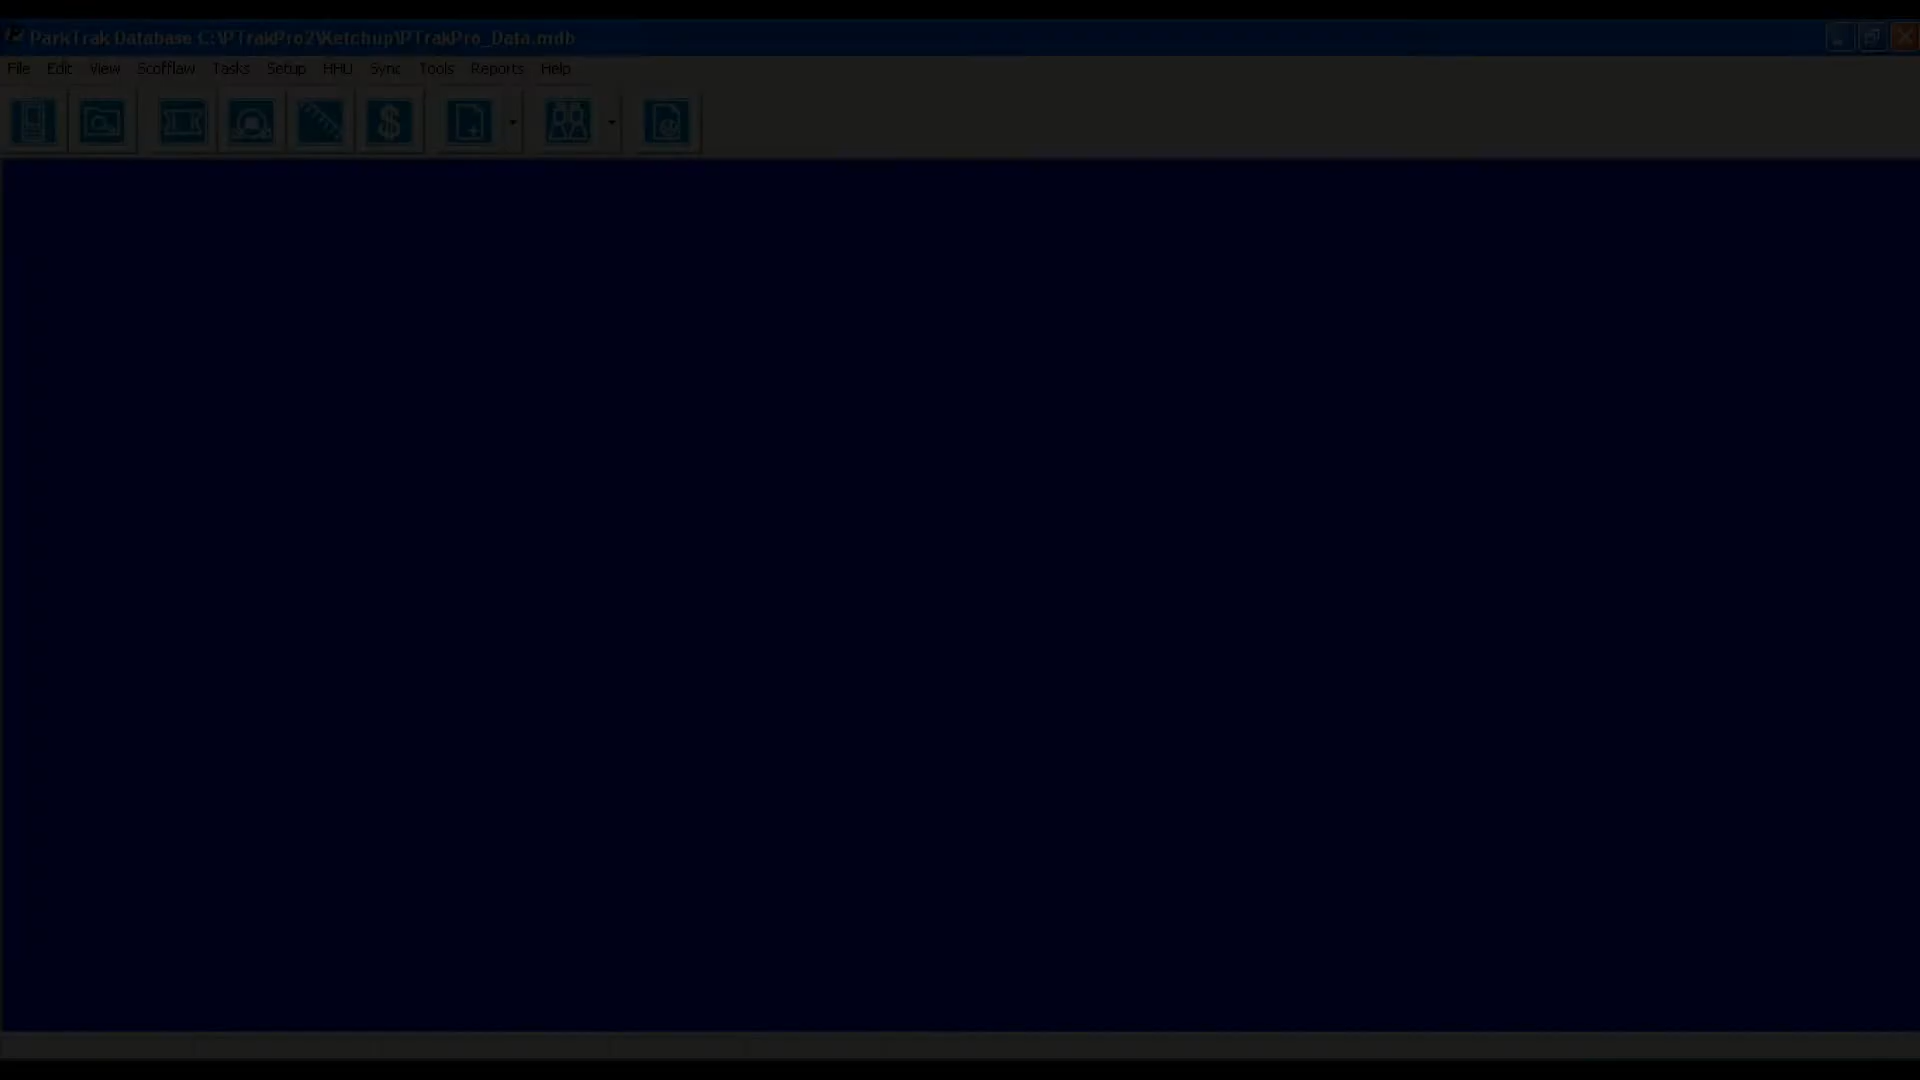 ParkTrak Database C:\PTrakPro2\Ketchup\PTrakPro_Data.mdb
File Edit View Scofflaw Tasks Setup HHU Sync Tools Reports Help
$